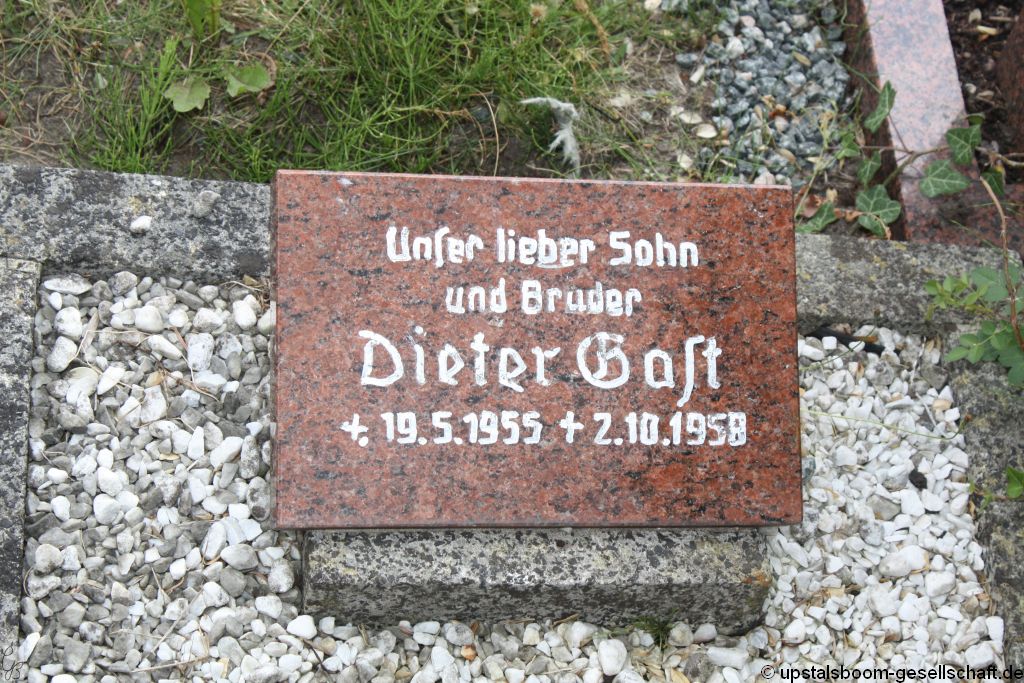 Unſer lieber Sohn
und Bruder
Dieter Gaſt
+. 19.5.1955 + 2.10.1958
© upstalsboom-gesellschaft.de